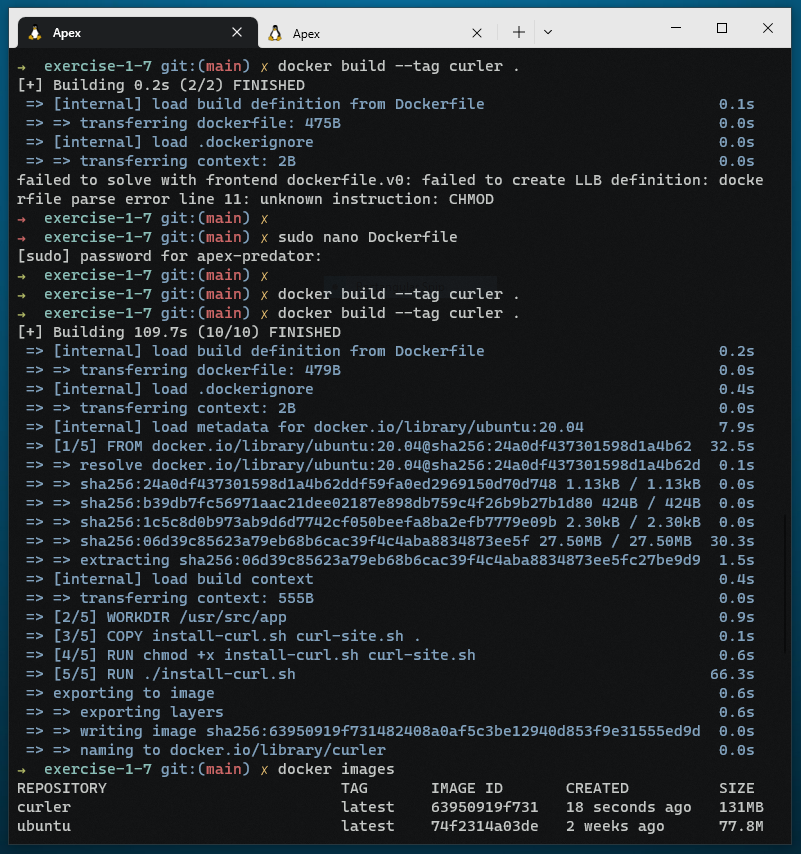 Apex
Apex
→ exercise-1-7 git:(main) ✗ docker build --tag curler .
[+] Building 0.2s (2/2) FINISHED
=> [internal] load build definition from Dockerfile 0.1s
=> => transferring dockerfile: 475B 0.0s
=> [internal] load .dockerignore 0.0s
=> => transferring context: 2B 0.0s
failed to solve with frontend dockerfile.v0: failed to create LLB definition: docke
rfile parse error line 11: unknown instruction: CHMOD
→ exercise-1-7 git:(main) ✗
→ exercise-1-7 git:(main) ✗ sudo nano Dockerfile
[sudo] password for apex-predator:
→ exercise-1-7 git:(main) ✗
→ exercise-1-7 git:(main) ✗ docker build --tag curler .
→ exercise-1-7 git:(main) ✗ docker build --tag curler .
[+] Building 109.7s (10/10) FINISHED
=> [internal] load build definition from Dockerfile 0.2s
=> => transferring dockerfile: 479B 0.0s
=> [internal] load .dockerignore 0.4s
=> => transferring context: 2B 0.0s
=> [internal] load metadata for docker.io/library/ubuntu:20.04 7.9s
=> [1/5] FROM docker.io/library/ubuntu:20.04@sha256:24a0df437301598d1a4b62 32.5s
=> => resolve docker.io/library/ubuntu:20.04@sha256:24a0df437301598d1a4b62d 0.1s
=> => sha256:24a0df437301598d1a4b62ddf59fa0ed2969150d70d748 1.13kB / 1.13kB 0.0s
=> => sha256:b39db7fc56971aac21dee02187e898db759c4f26b9b27b1d80 424B / 424B 0.0s
=> => sha256:1c5c8d0b973ab9d6d7742cf050beefa8ba2efb7779e09b 2.30kB / 2.30kB 0.0s
=> => sha256:06d39c85623a79eb68b6cac39f4c4aba8834873ee5f 27.50MB / 27.50MB 30.3s
=> => extracting sha256:06d39c85623a79eb68b6cac39f4c4aba8834873ee5fc27be9d9 1.5s
=> [internal] load build context 0.4s
=> => transferring context: 555B 0.0s
=> [2/5] WORKDIR /usr/src/app 0.9s
=> [3/5] COPY install-curl.sh curl-site.sh . 0.1s
=> [4/5] RUN chmod +x install-curl.sh curl-site.sh 0.6s
=> [5/5] RUN ./install-curl.sh 66.3s
=> exporting to image 0.6s
=> => exporting layers 0.6s
=> => writing image sha256:63950919f731482408a0af5c3be12940d853f9e31555ed9d 0.0s
=> => naming to docker.io/library/curler 0.0s
→ exercise-1-7 git:(main) ✗ docker images
REPOSITORY TAG IMAGE ID CREATED SIZE
curler latest 63950919f731 18 seconds ago 131MB
ubuntu latest 74f2314a03de 2 weeks ago 77.8M